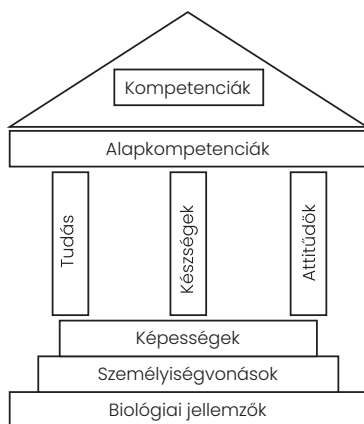 Kompetenciák
Alapkompetenciák
Tudás
Készségek
Attitűdök
Képességek
Személyiségvonások
Biológiai jellemzők